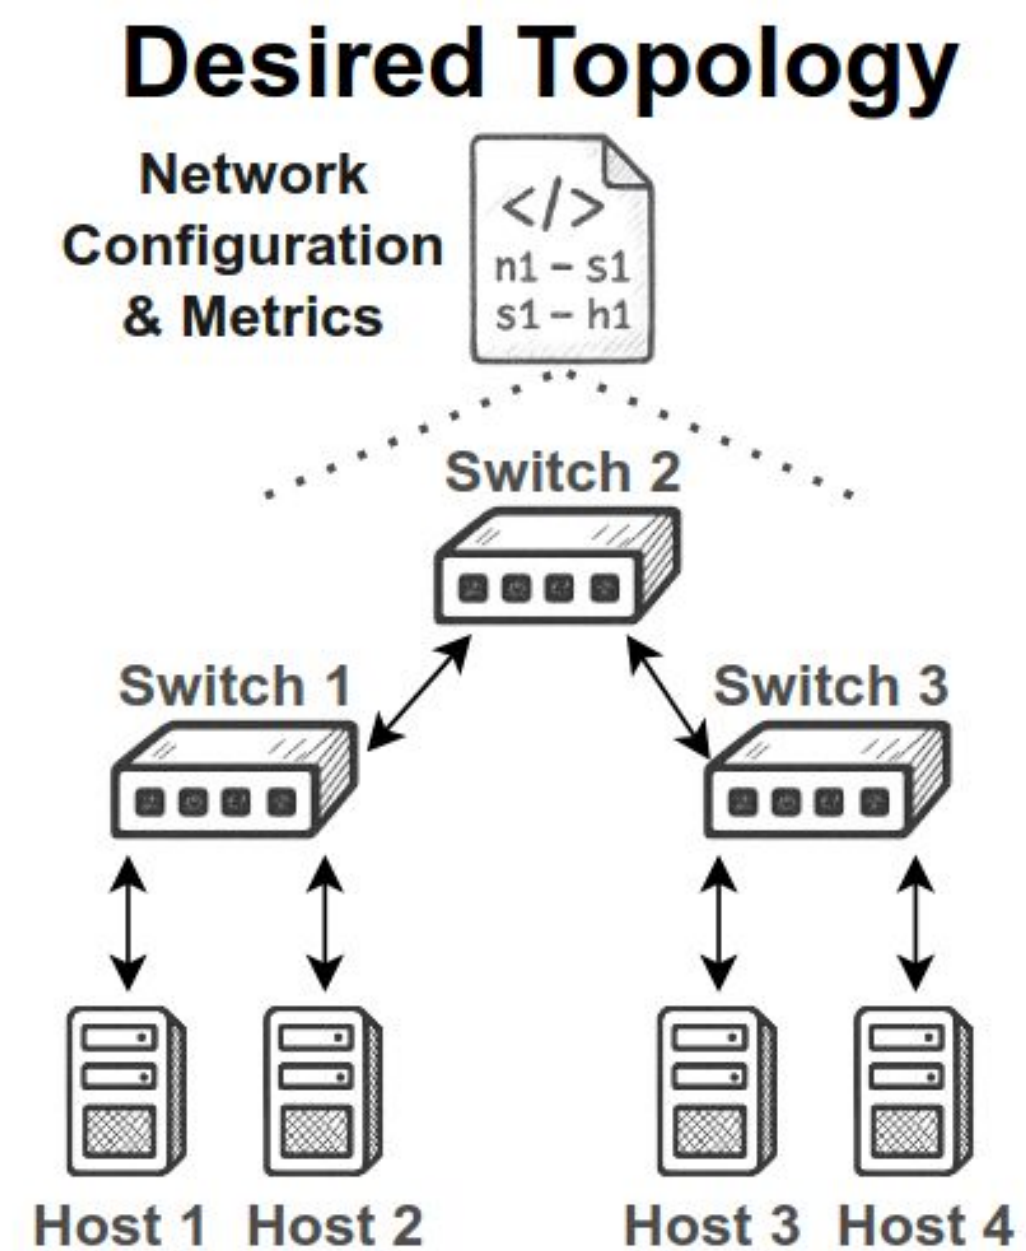 Desired Topology
Network
Configuration
& Metrics
</>
n1 – s1
s1 – h1
Switch 2
Switch 1
Switch 3
Host 1
Host 2
Host 3
Host 4